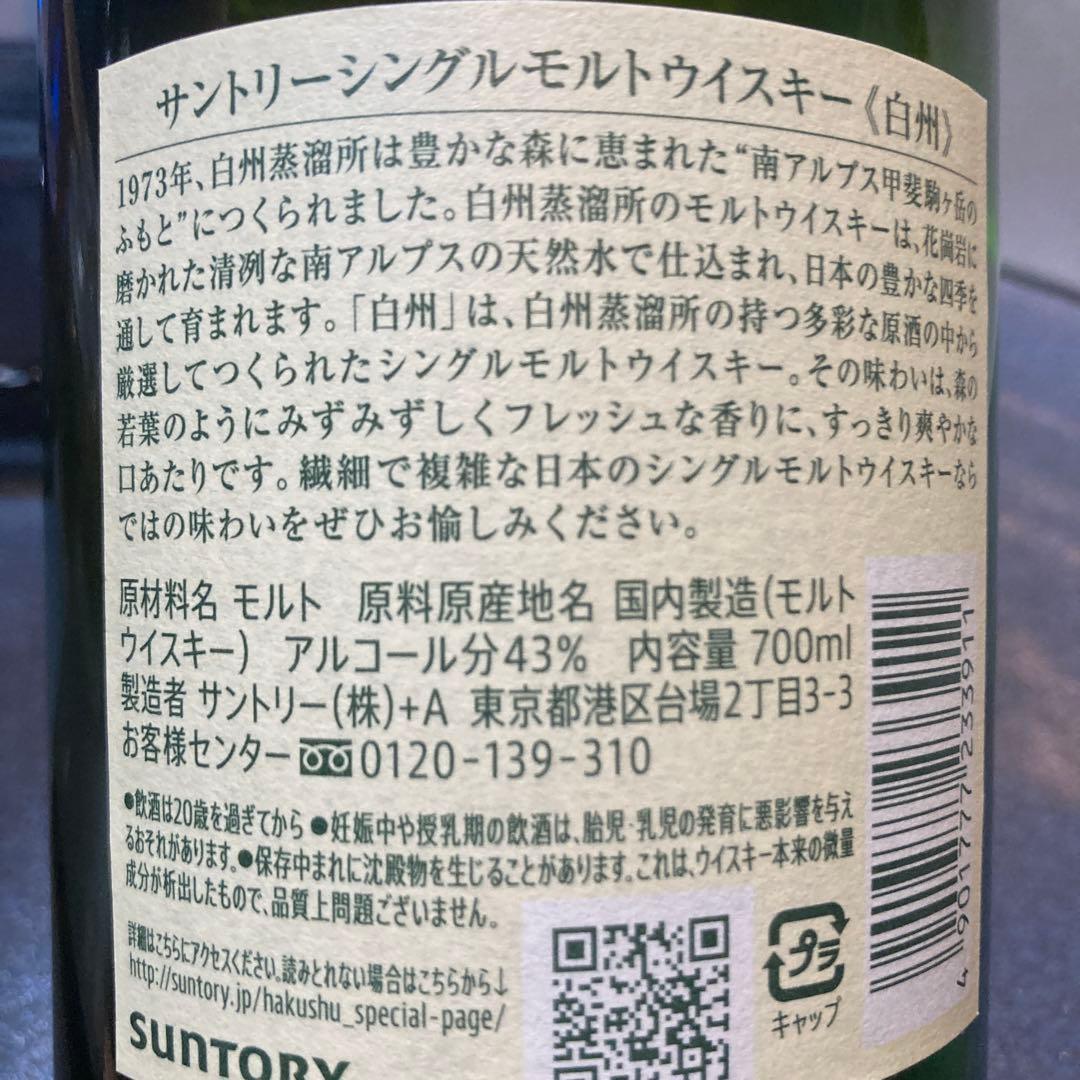 サントリーシングルモルトウイスキー《白州》
1973年、白州蒸溜所は豊かな森に恵まれた“南アルプス甲斐駒ヶ岳の
ふもと”につくられました。白州蒸溜所のモルトウイスキーは、花崗岩に
磨かれた清冽な南アルプスの天然水で仕込まれ、日本の豊かな四季を
通して育まれます。「白州」は、白州蒸溜所の持つ多彩な原酒の中から
厳選してつくられたシングルモルトウイスキー。その味わいは、森の
若葉のようにみずみずしくフレッシュな香りに、すっきり爽やかな
口あたりです。繊細で複雑な日本のシングルモルトウイスキーなら
ではの味わいをぜひお愉しみください。
原材料名 モルト 原料原産地名 国内製造(モルト
ウイスキー) アルコール分43% 内容量 700ml
製造者 サントリー(株)+A 東京都港区台場2丁目3-3
お客様センター 0120-139-310
●飲酒は20歳を過ぎてから ●妊娠中や授乳期の飲酒は、胎児・乳児の発育に悪影響を与え
るおそれがあります。●保存中まれに沈殿物を生じることがあります。これは、ウイスキー本来の微量
成分が析出したもので、品質上問題ございません。
詳細はこちらにアクセスください。読みとれない場合はこちらから↓
http://suntory.jp/hakushu_special-page/
SUNTORY
プラ
キャップ
4 901777 233911